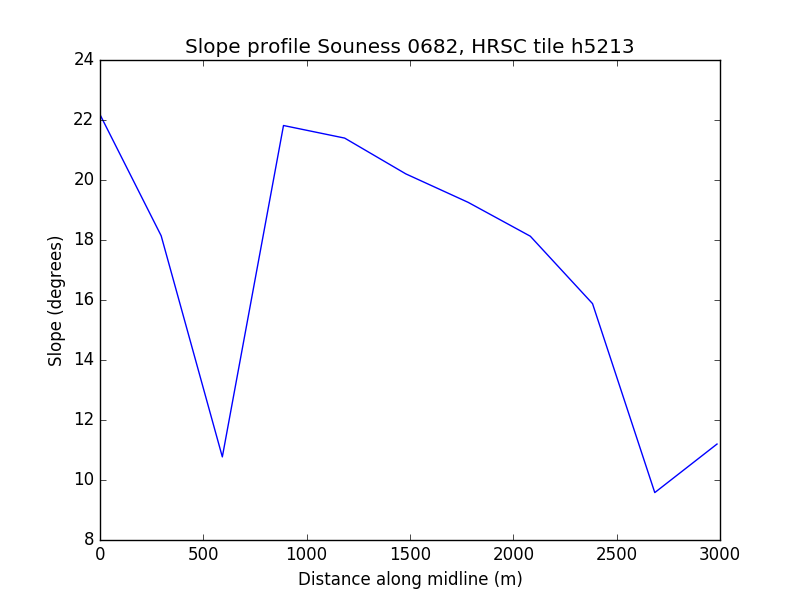 Slope profile Souness 0682, HRSC tile h5213
24
22
20
18
16
14
12
10
8
Slope (degrees)
0 500 1000 1500 2000 2500 3000
Distance along midline (m)